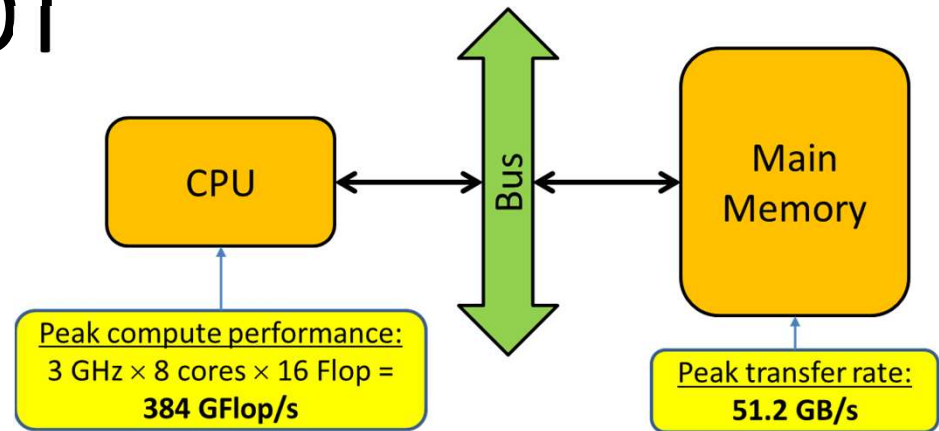 CPU
Bus
Main
Memory
Peak compute performance:
3 GHz × 8 cores × 16 Flop =
384 GFlop/s
Peak transfer rate:
51.2 GB/s